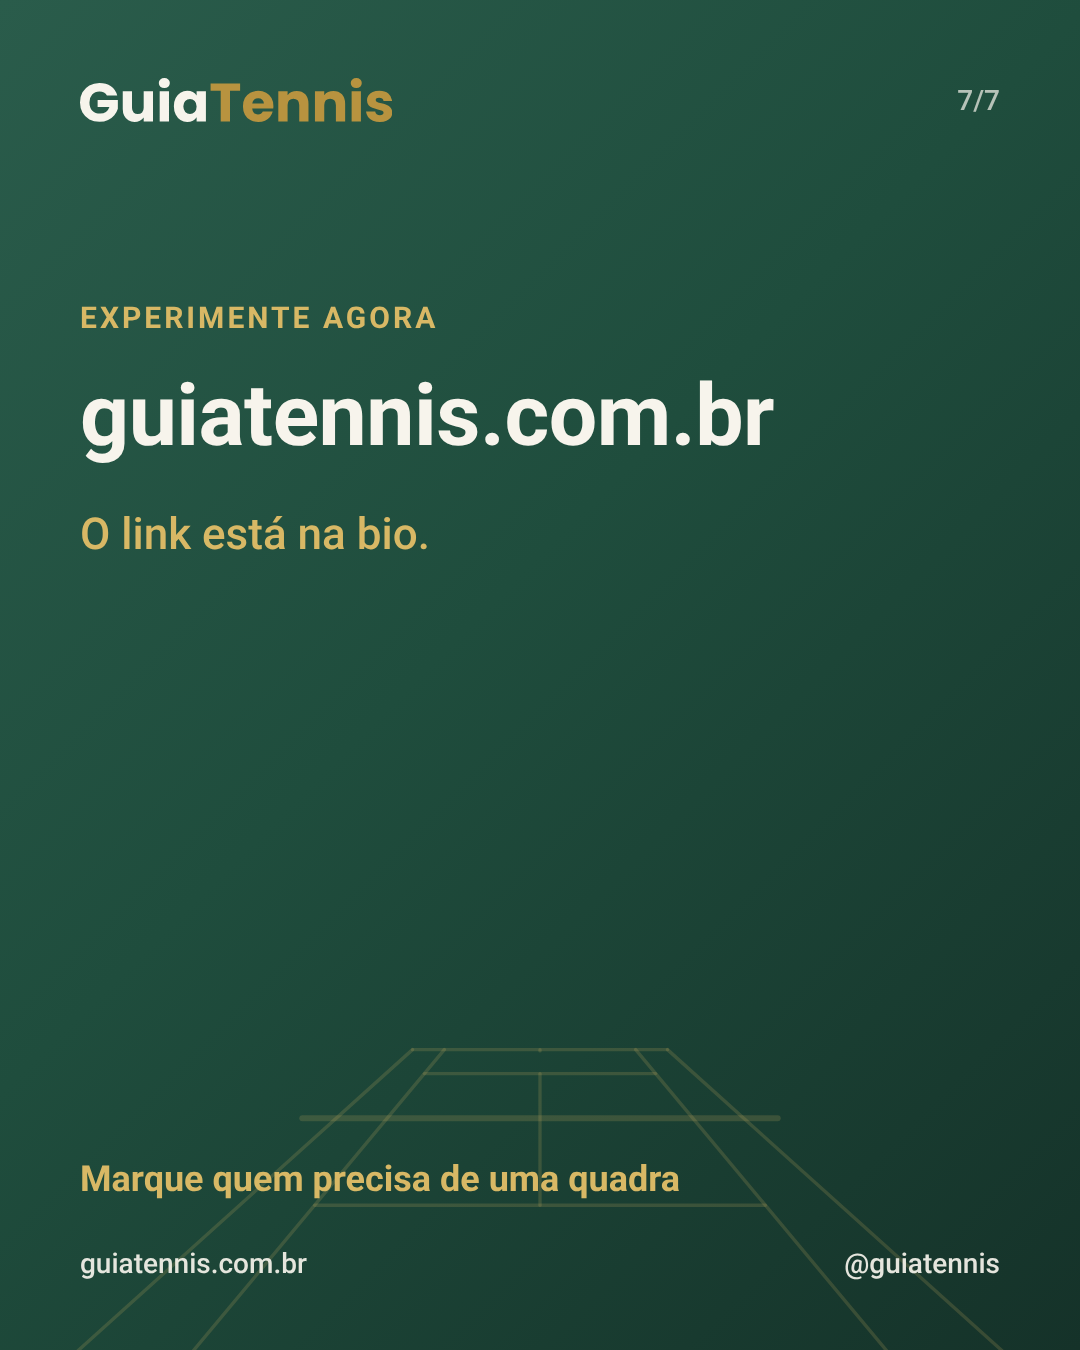 GuiaTennis
7/7
EXPERIMENTE AGORA
guiatennis.com.br
O link está na bio.
Marque quem precisa de uma quadra
guiatennis.com.br
@guiatennis